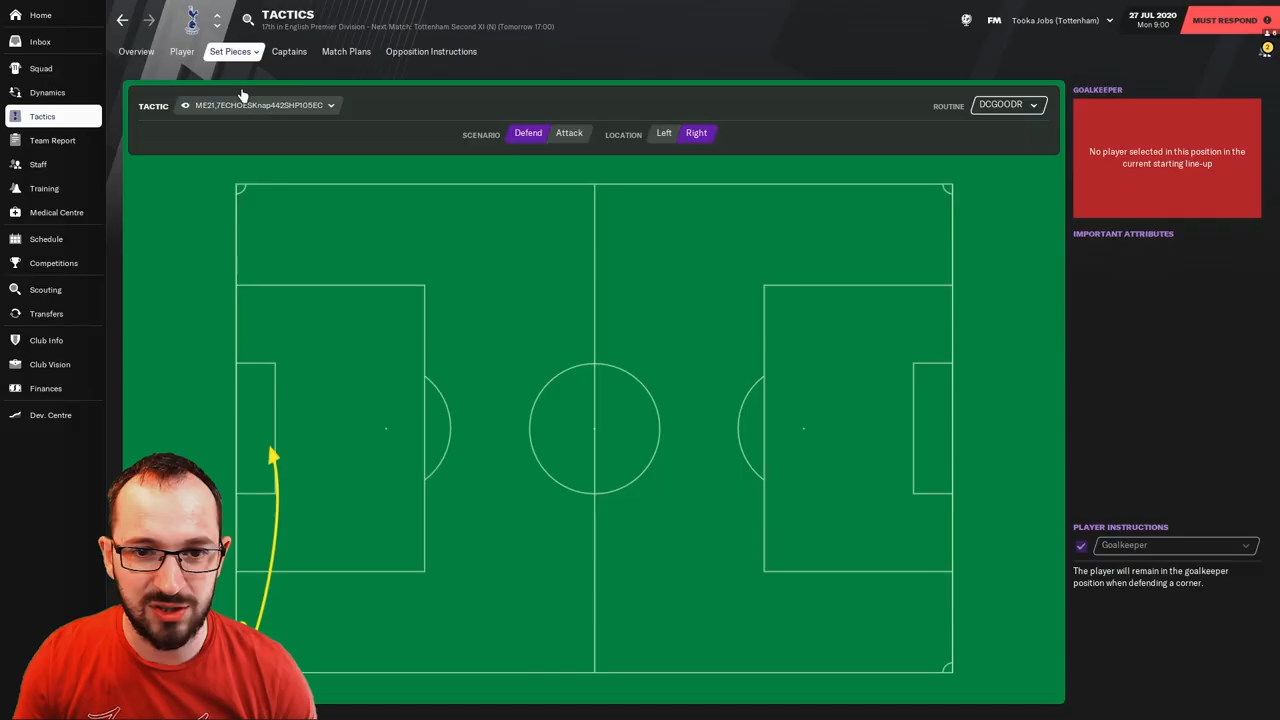 Home
TACTICS
17th in English Premier Division - Next Match: Tottenham Second XI (N) (Tomorrow 17:00)
FM
Tooka Jobs (Tottenham)
27 JUL 2020
Mon 9:00
MUST RESPOND
6
2
Inbox
Overview
Player
Set Pieces
Captains
Match Plans
Opposition Instructions
Squad
Dynamics
Tactics
Team Report
Staff
Training
Medical Centre
Schedule
Competitions
Scouting
Transfers
Club Info
Club Vision
Finances
Dev. Centre
TACTIC
ME21,7ECHOESKnap442SHP105EC
ROUTINE
DCGOODR
SCENARIO
Defend
Attack
LOCATION
Left
Right
GOALKEEPER
No player selected in this position in the
current starting line-up
IMPORTANT ATTRIBUTES
PLAYER INSTRUCTIONS
Goalkeeper
The player will remain in the goalkeeper
position when defending a corner.